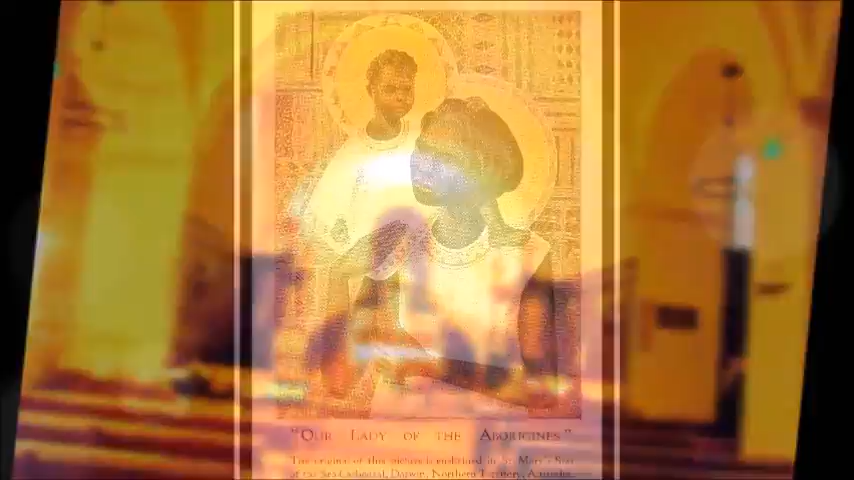 "Our Lady of the Aborigines"
The original of this picture is enshrined in St. Mary's Star
of the Sea Cathedral, Darwin, Northern Territory, Australia.